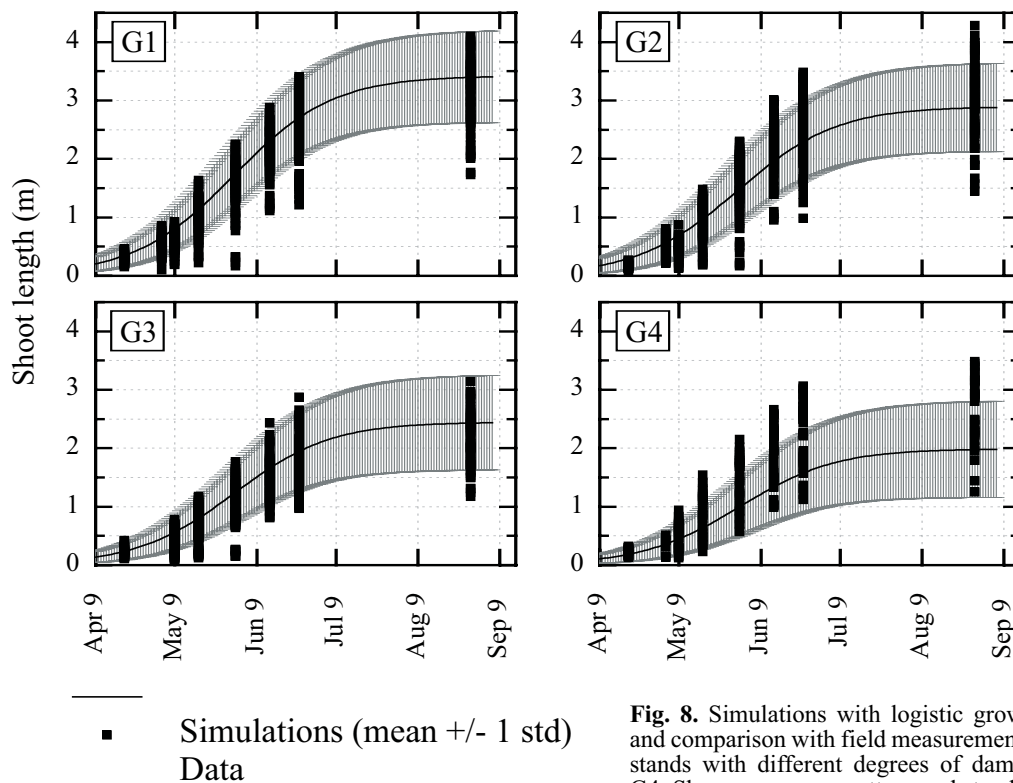 Shoot length (m)
G1
4
3
2
1
0
G2
4
3
2
1
0
G3
4
3
2
1
0
G4
4
3
2
1
0
Apr 9
May 9
Jun 9
Jul 9
Aug 9
Sep 9
Apr 9
May 9
Jun 9
Jul 9
Aug 9
Sep 9
Simulations (mean +/- 1 std)
Data
Fig. 8. Simulations with logistic grow
and comparison with field measurement
stands with different degrees of dam